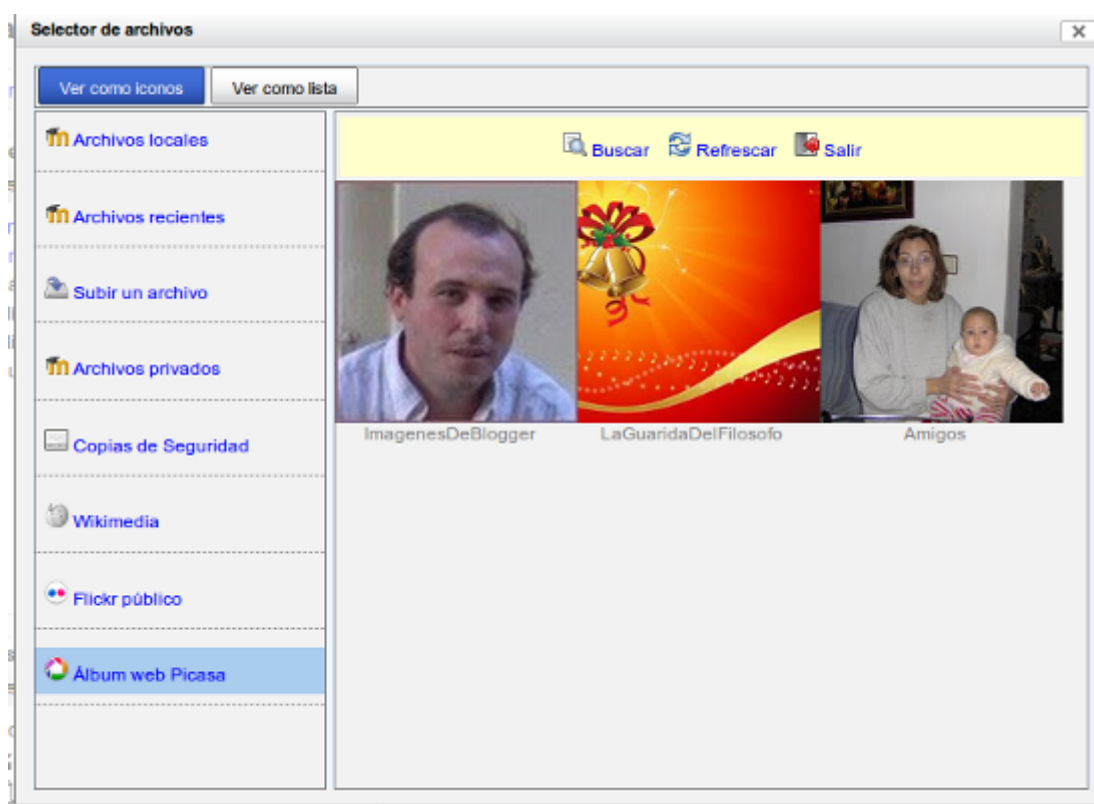 Selector de archivos
Ver como iconos
Ver como lista
Archivos locales
Archivos recientes
Subir un archivo
Archivos privados
Copias de Seguridad
Wikimedia
Flickr público
Álbum web Picasa
Buscar Refrescar Salir
ImagenesDeBlogger LaGuaridaDelFilosofo Amigos